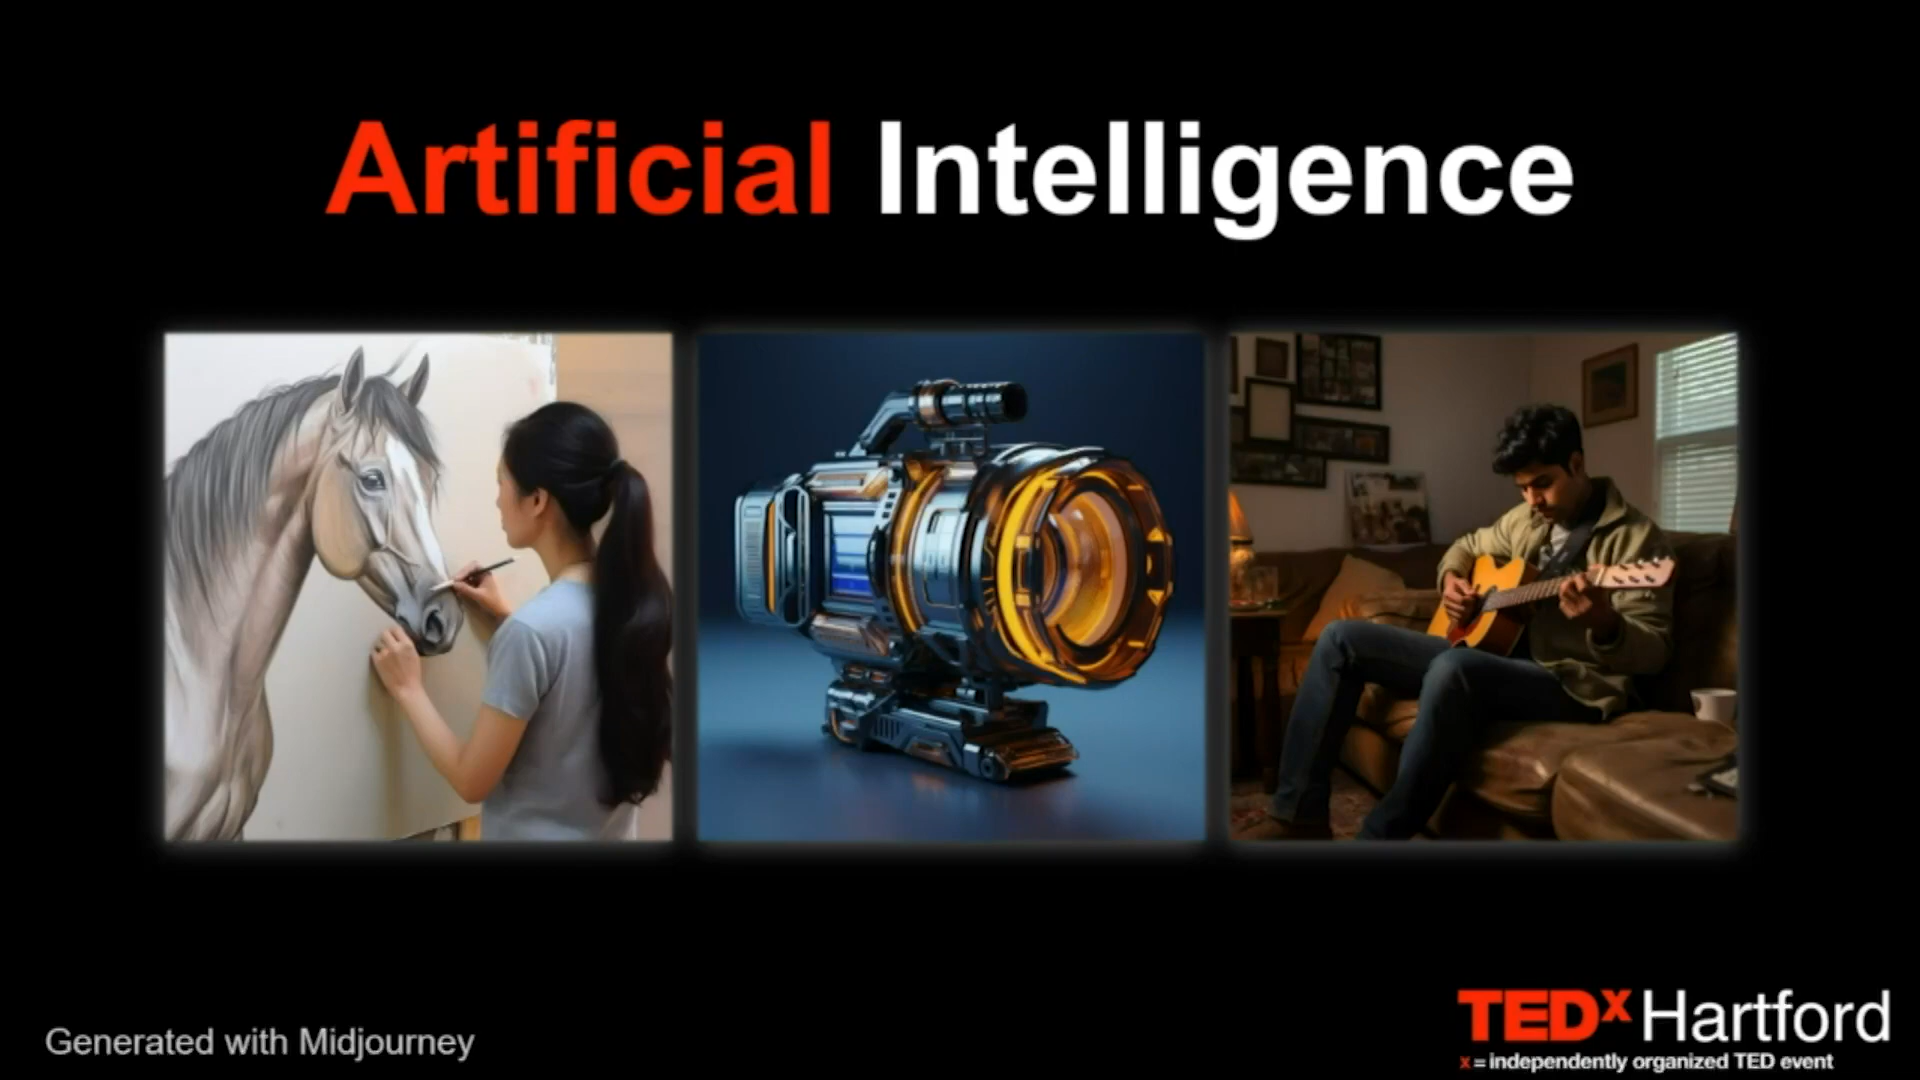 Artificial Intelligence
Generated with Midjourney
TEDx Hartford
x = independently organized TED event